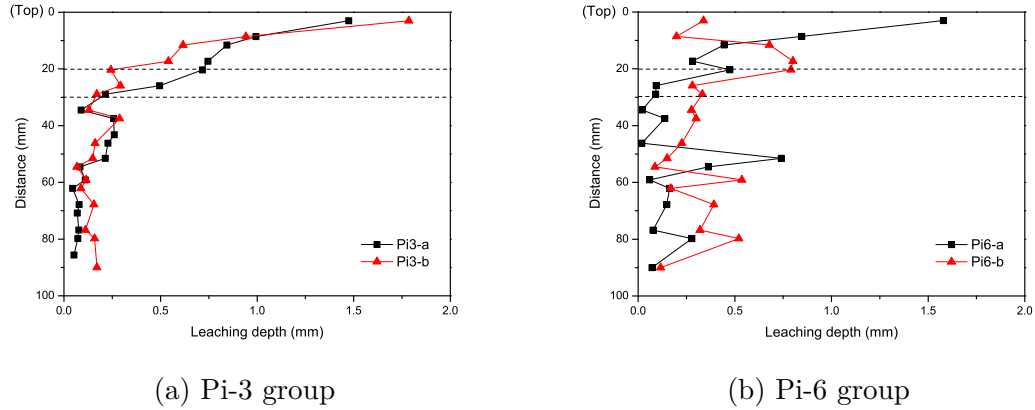 (Top)
0
20
40
60
80
100
Distance (mm)
0.0
0.5
1.0
1.5
2.0
Leaching depth (mm)
Pi3-a
Pi3-b
(a) Pi-3 group
(Top)
0
20
40
60
80
100
Distance (mm)
0.0
0.5
1.0
1.5
2.0
Leaching depth (mm)
Pi6-a
Pi6-b
(b) Pi-6 group